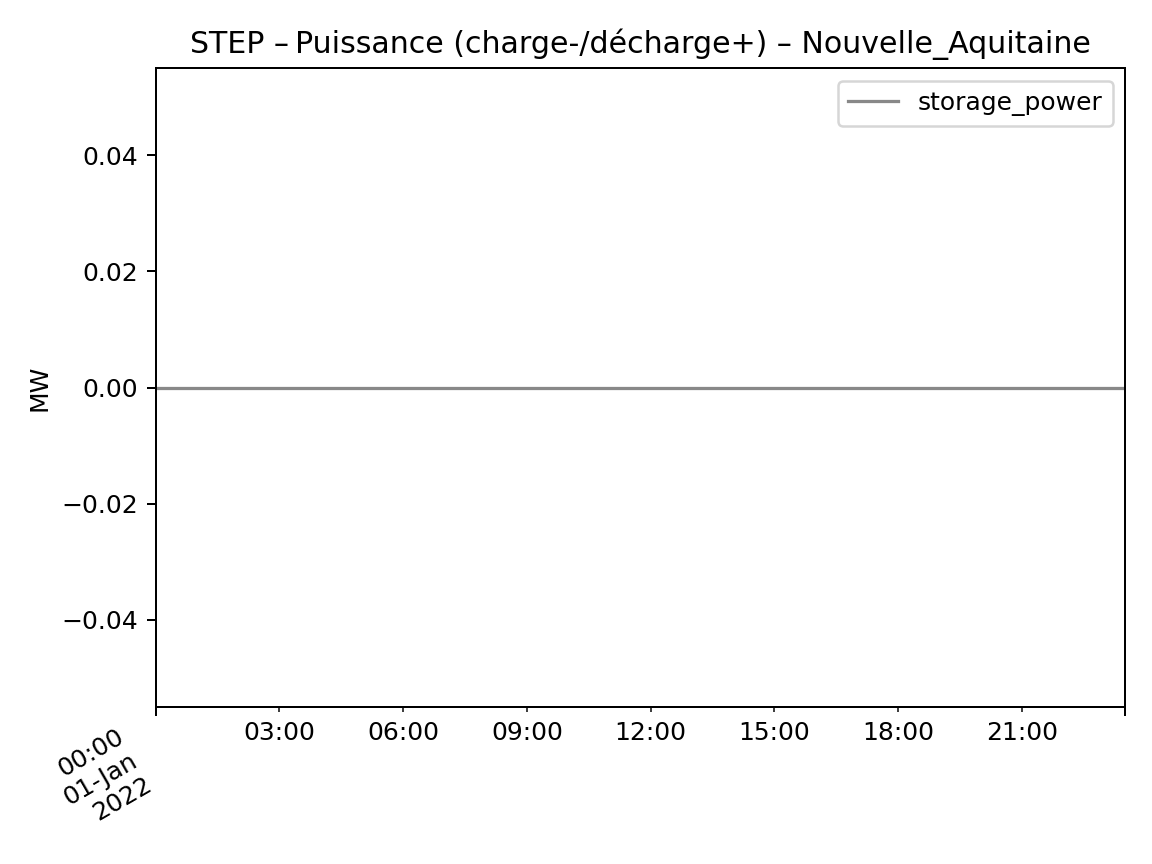 STEP – Puissance (charge-/décharge+) – Nouvelle_Aquitaine
storage_power
0.04
0.02
0.00
−0.02
−0.04
MW
03:00 06:00 09:00 12:00 15:00 18:00 21:00
00:00
01-Jan
2022